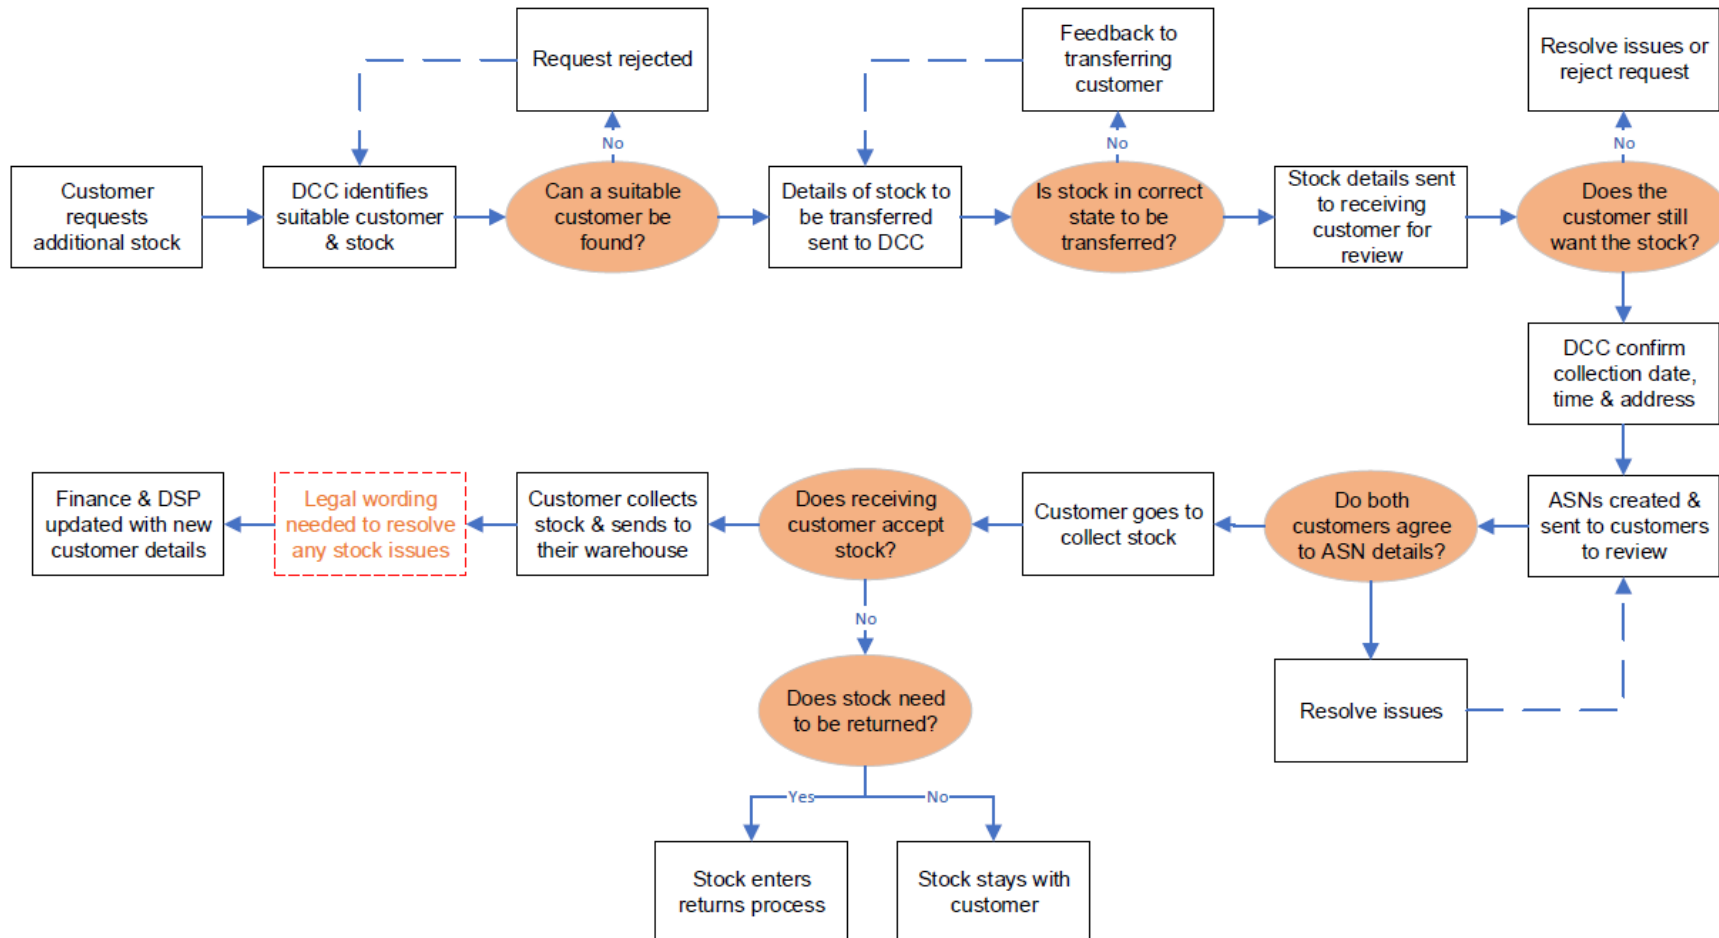 Request rejected
Feedback to
transferring
customer
Resolve issues or
reject request
No
No
No
Customer
requests
additional stock
DCC identifies
suitable customer
& stock
Can a suitable
customer be
found?
Details of stock to
be transferred
sent to DCC
Is stock in correct
state to be
transferred?
Stock details sent
to receiving
customer for
review
Does the
customer still
want the stock?
DCC confirm
collection date,
time & address
Finance & DSP
updated with new
customer details
Legal wording
needed to resolve
any stock issues
Customer collects
stock & sends to
their warehouse
Does receiving
customer accept
stock?
Customer goes to
collect stock
Do both
customers agree
to ASN details?
ASNs created &
sent to customers
to review
No
Does stock need
to be returned?
Resolve issues
Yes
No
Stock enters
returns process
Stock stays with
customer